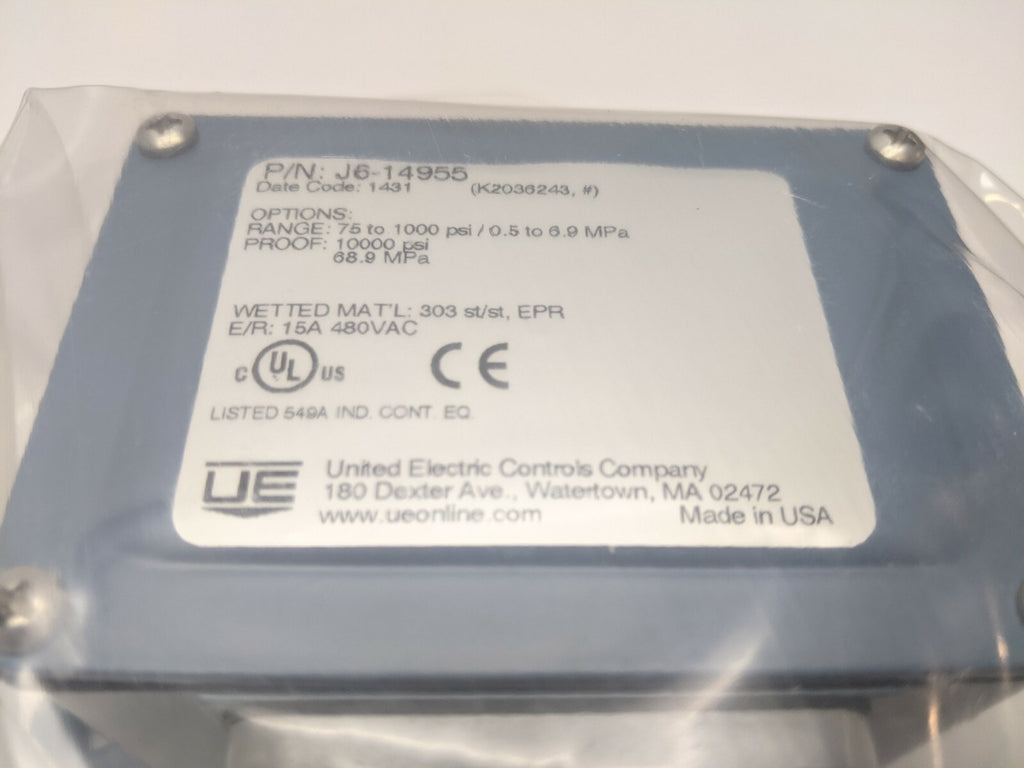 P/N: J6-14955
Date Code: 1431 (K2036243, #)
OPTIONS:
RANGE: 75 to 1000 psi / 0.5 to 6.9 MPa
PROOF: 10000 psi
68.9 MPa
WETTED MAT'L: 303 st/st, EPR
E/R: 15A 480VAC
C UL US CE
LISTED 549A IND. CONT. EQ.
UE United Electric Controls Company
180 Dexter Ave., Watertown, MA 02472
www.ueonline.com Made in USA